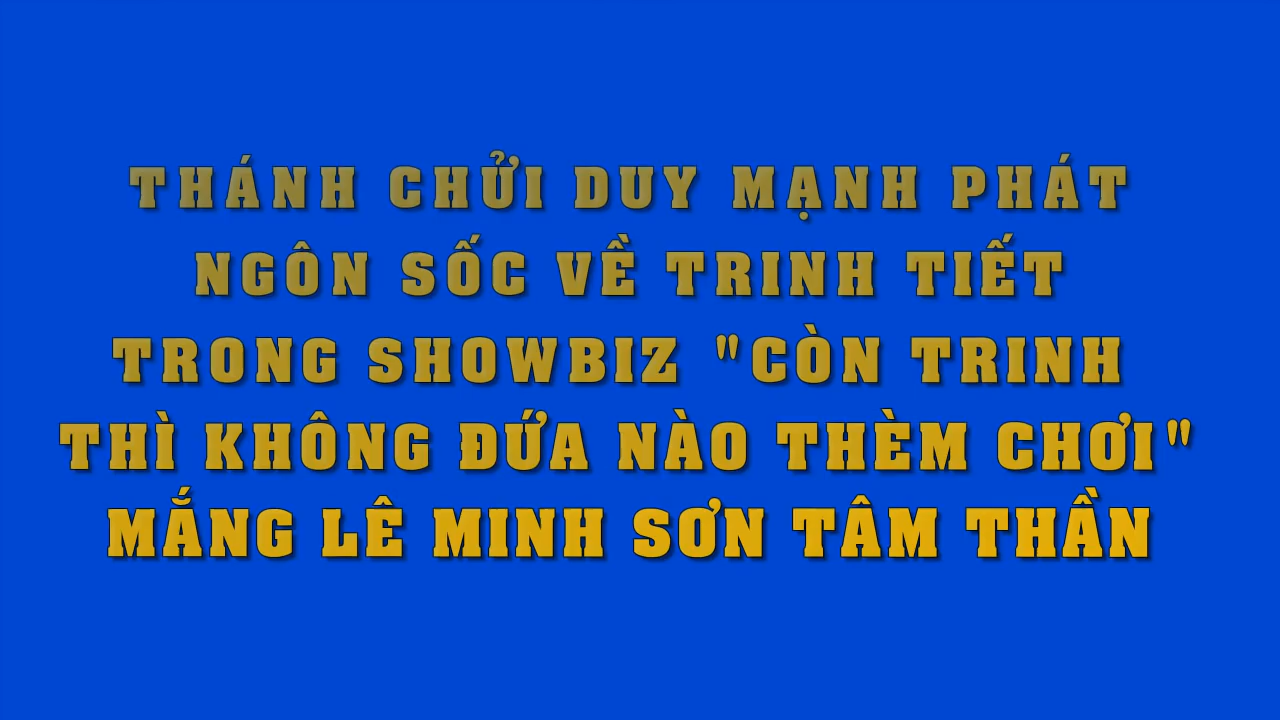 THÁNH CHỬI DUY MẠNH PHÁT
NGÔN SỐC VỀ TRINH TIẾT
TRONG SHOWBIZ "CÒN TRINH
THÌ KHÔNG ĐỨA NÀO THÈM CHƠI"
MẮNG LÊ MINH SƠN TÂM THẦN